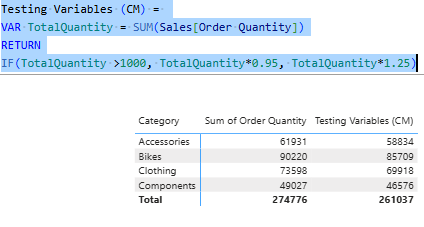 Testing Variables (CM) =
VAR TotalQuantity = SUM(Sales[Order Quantity])
RETURN
IF(TotalQuantity >1000, TotalQuantity*0.95, TotalQuantity*1.25)
Category Sum of Order Quantity Testing Variables (CM)
Accessories 61931 58834
Bikes 90220 85709
Clothing 73598 69918
Components 49027 46576
Total 274776 261037